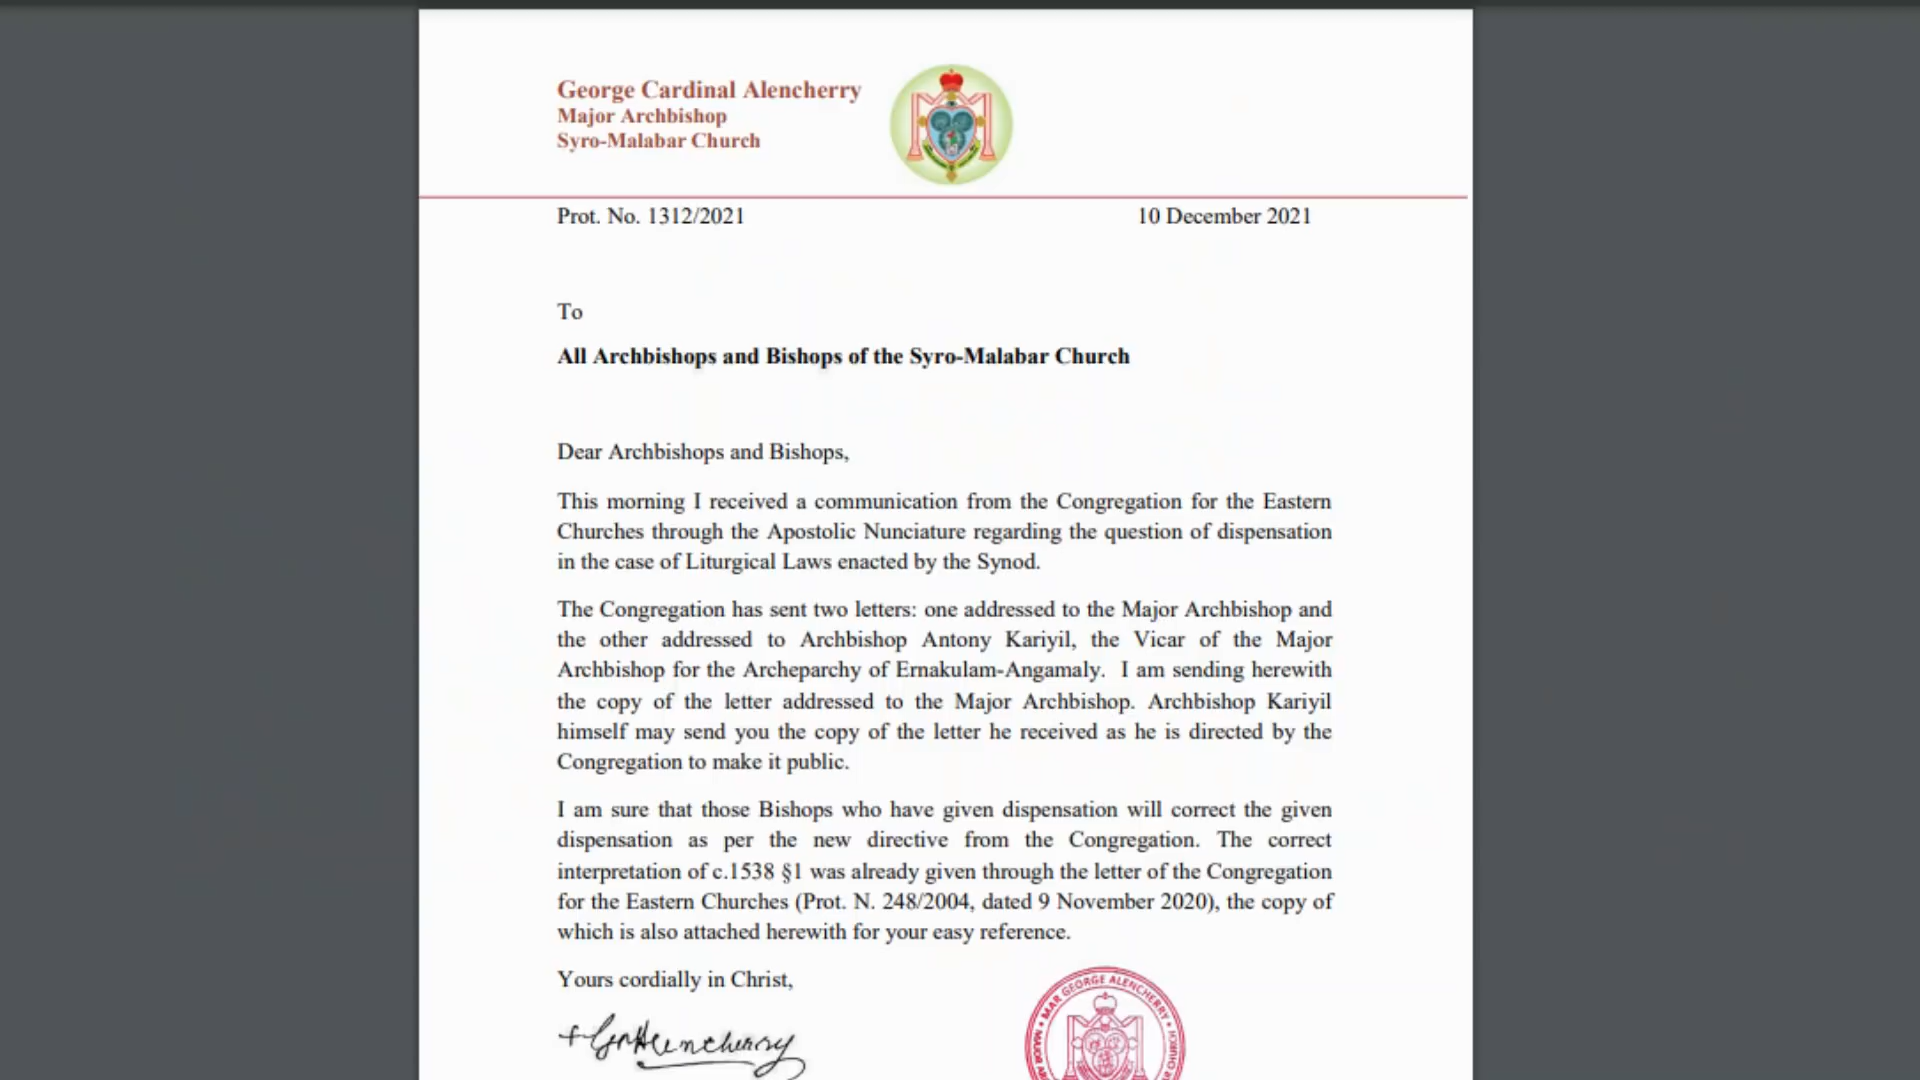 George Cardinal Alencherry
Major Archbishop
Syro-Malabar Church
Prot. No. 1312/2021
10 December 2021
To
All Archbishops and Bishops of the Syro-Malabar Church
Dear Archbishops and Bishops,
This morning I received a communication from the Congregation for the Eastern
Churches through the Apostolic Nunciature regarding the question of dispensation
in the case of Liturgical Laws enacted by the Synod.
The Congregation has sent two letters: one addressed to the Major Archbishop and
the other addressed to Archbishop Antony Kariyil, the Vicar of the Major
Archbishop for the Archeparchy of Ernakulam-Angamaly. I am sending herewith
the copy of the letter addressed to the Major Archbishop. Archbishop Kariyil
himself may send you the copy of the letter he received as he is directed by the
Congregation to make it public.
I am sure that those Bishops who have given dispensation will correct the given
dispensation as per the new directive from the Congregation. The correct
interpretation of c.1538 §1 was already given through the letter of the Congregation
for the Eastern Churches (Prot. N. 248/2004, dated 9 November 2020), the copy of
which is also attached herewith for your easy reference.
Yours cordially in Christ,
MAR GEORGE ALENCHERRY